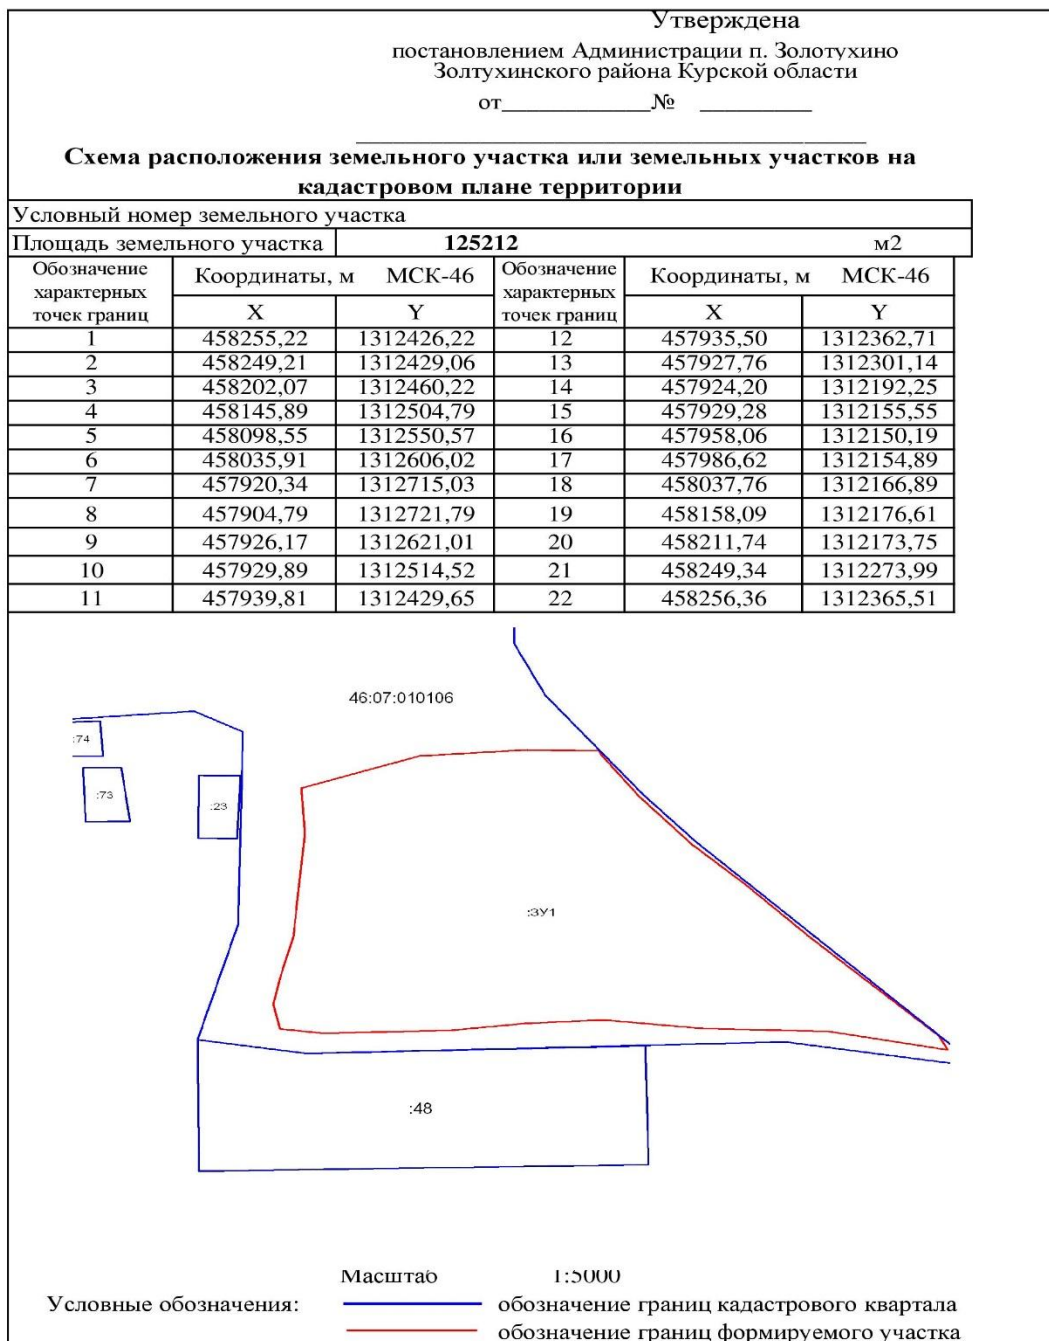 Утверждена
постановлением Администрации п. Золотухино
Золтухинского района Курской области
от____________№ _________
Схема расположения земельного участка или земельных участков на
кадастровом плане территории
Условный номер земельного участка
Площадь земельного участка 125212 м2
Обозначение характерных точек границ Координаты, м МСК-46 Обозначение характерных точек границ Координаты, м МСК-46
X Y X Y
1 458255,22 1312426,22 12 457935,50 1312362,71
2 458249,21 1312429,06 13 457927,76 1312301,14
3 458202,07 1312460,22 14 457924,20 1312192,25
4 458145,89 1312504,79 15 457929,28 1312155,55
5 458098,55 1312550,57 16 457958,06 1312150,19
6 458035,91 1312606,02 17 457986,62 1312154,89
7 457920,34 1312715,03 18 458037,76 1312166,89
8 457904,79 1312721,79 19 458158,09 1312176,61
9 457926,17 1312621,01 20 458211,74 1312173,75
10 457929,89 1312514,52 21 458249,34 1312273,99
11 457939,81 1312429,65 22 458256,36 1312365,51
46:07:010106
:74
:73
:23
:ЗУ1
:48
Масштаб 1:5000
Условные обозначения: обозначение границ кадастрового квартала
обозначение границ формируемого участка